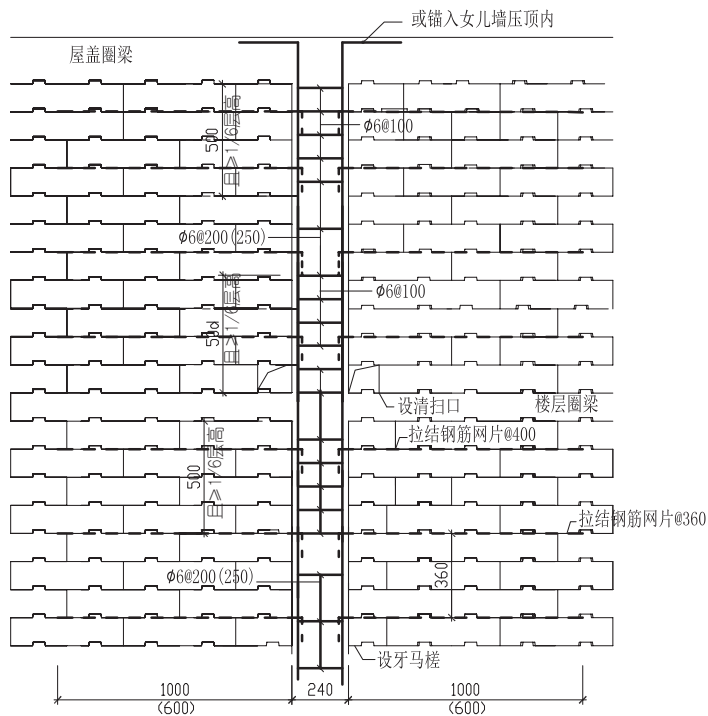 或锚入女儿墙压顶内
屋盖圈梁
500
且≥1/6层高
ϕ6@100
ϕ6@200(250)
ϕ6@100
500
且≥1/6层高
设清扫口
楼层圈梁
拉结钢筋网片@400
500
且≥1/6层高
拉结钢筋网片@360
ϕ6@200(250)
360
设牙马槎
1000
(600)
240
1000
(600)